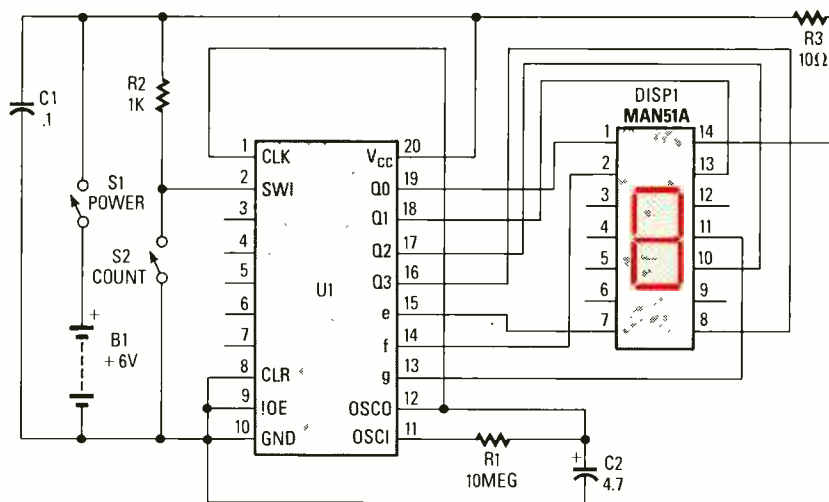 R3
10Ω
C1
.1
R2
1K
S1
POWER
S2
COUNT
+
B1
+6V
U1
1 CLK
2 SWI
3
4
5
6
7
8 CLR
9 !OE
10 GND
VCC 20
Q0 19
Q1 18
Q2 17
Q3 16
e 15
f 14
g 13
OSCO 12
OSCI 11
R1
10MEG
+
C2
4.7
DISP1
MAN51A
1
2
3
4
5
6
7
14
13
12
11
10
9
8